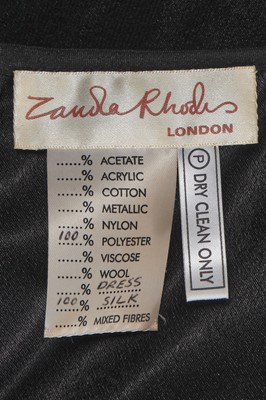 Zandra Rhodes
LONDON
......% ACETATE
......% ACRYLIC
......% COTTON
......% METALLIC
......% NYLON
100% POLYESTER
......% VISCOSE
......% WOOL
......% DRESS
100% SILK
......% MIXED FIBRES
P DRY CLEAN ONLY